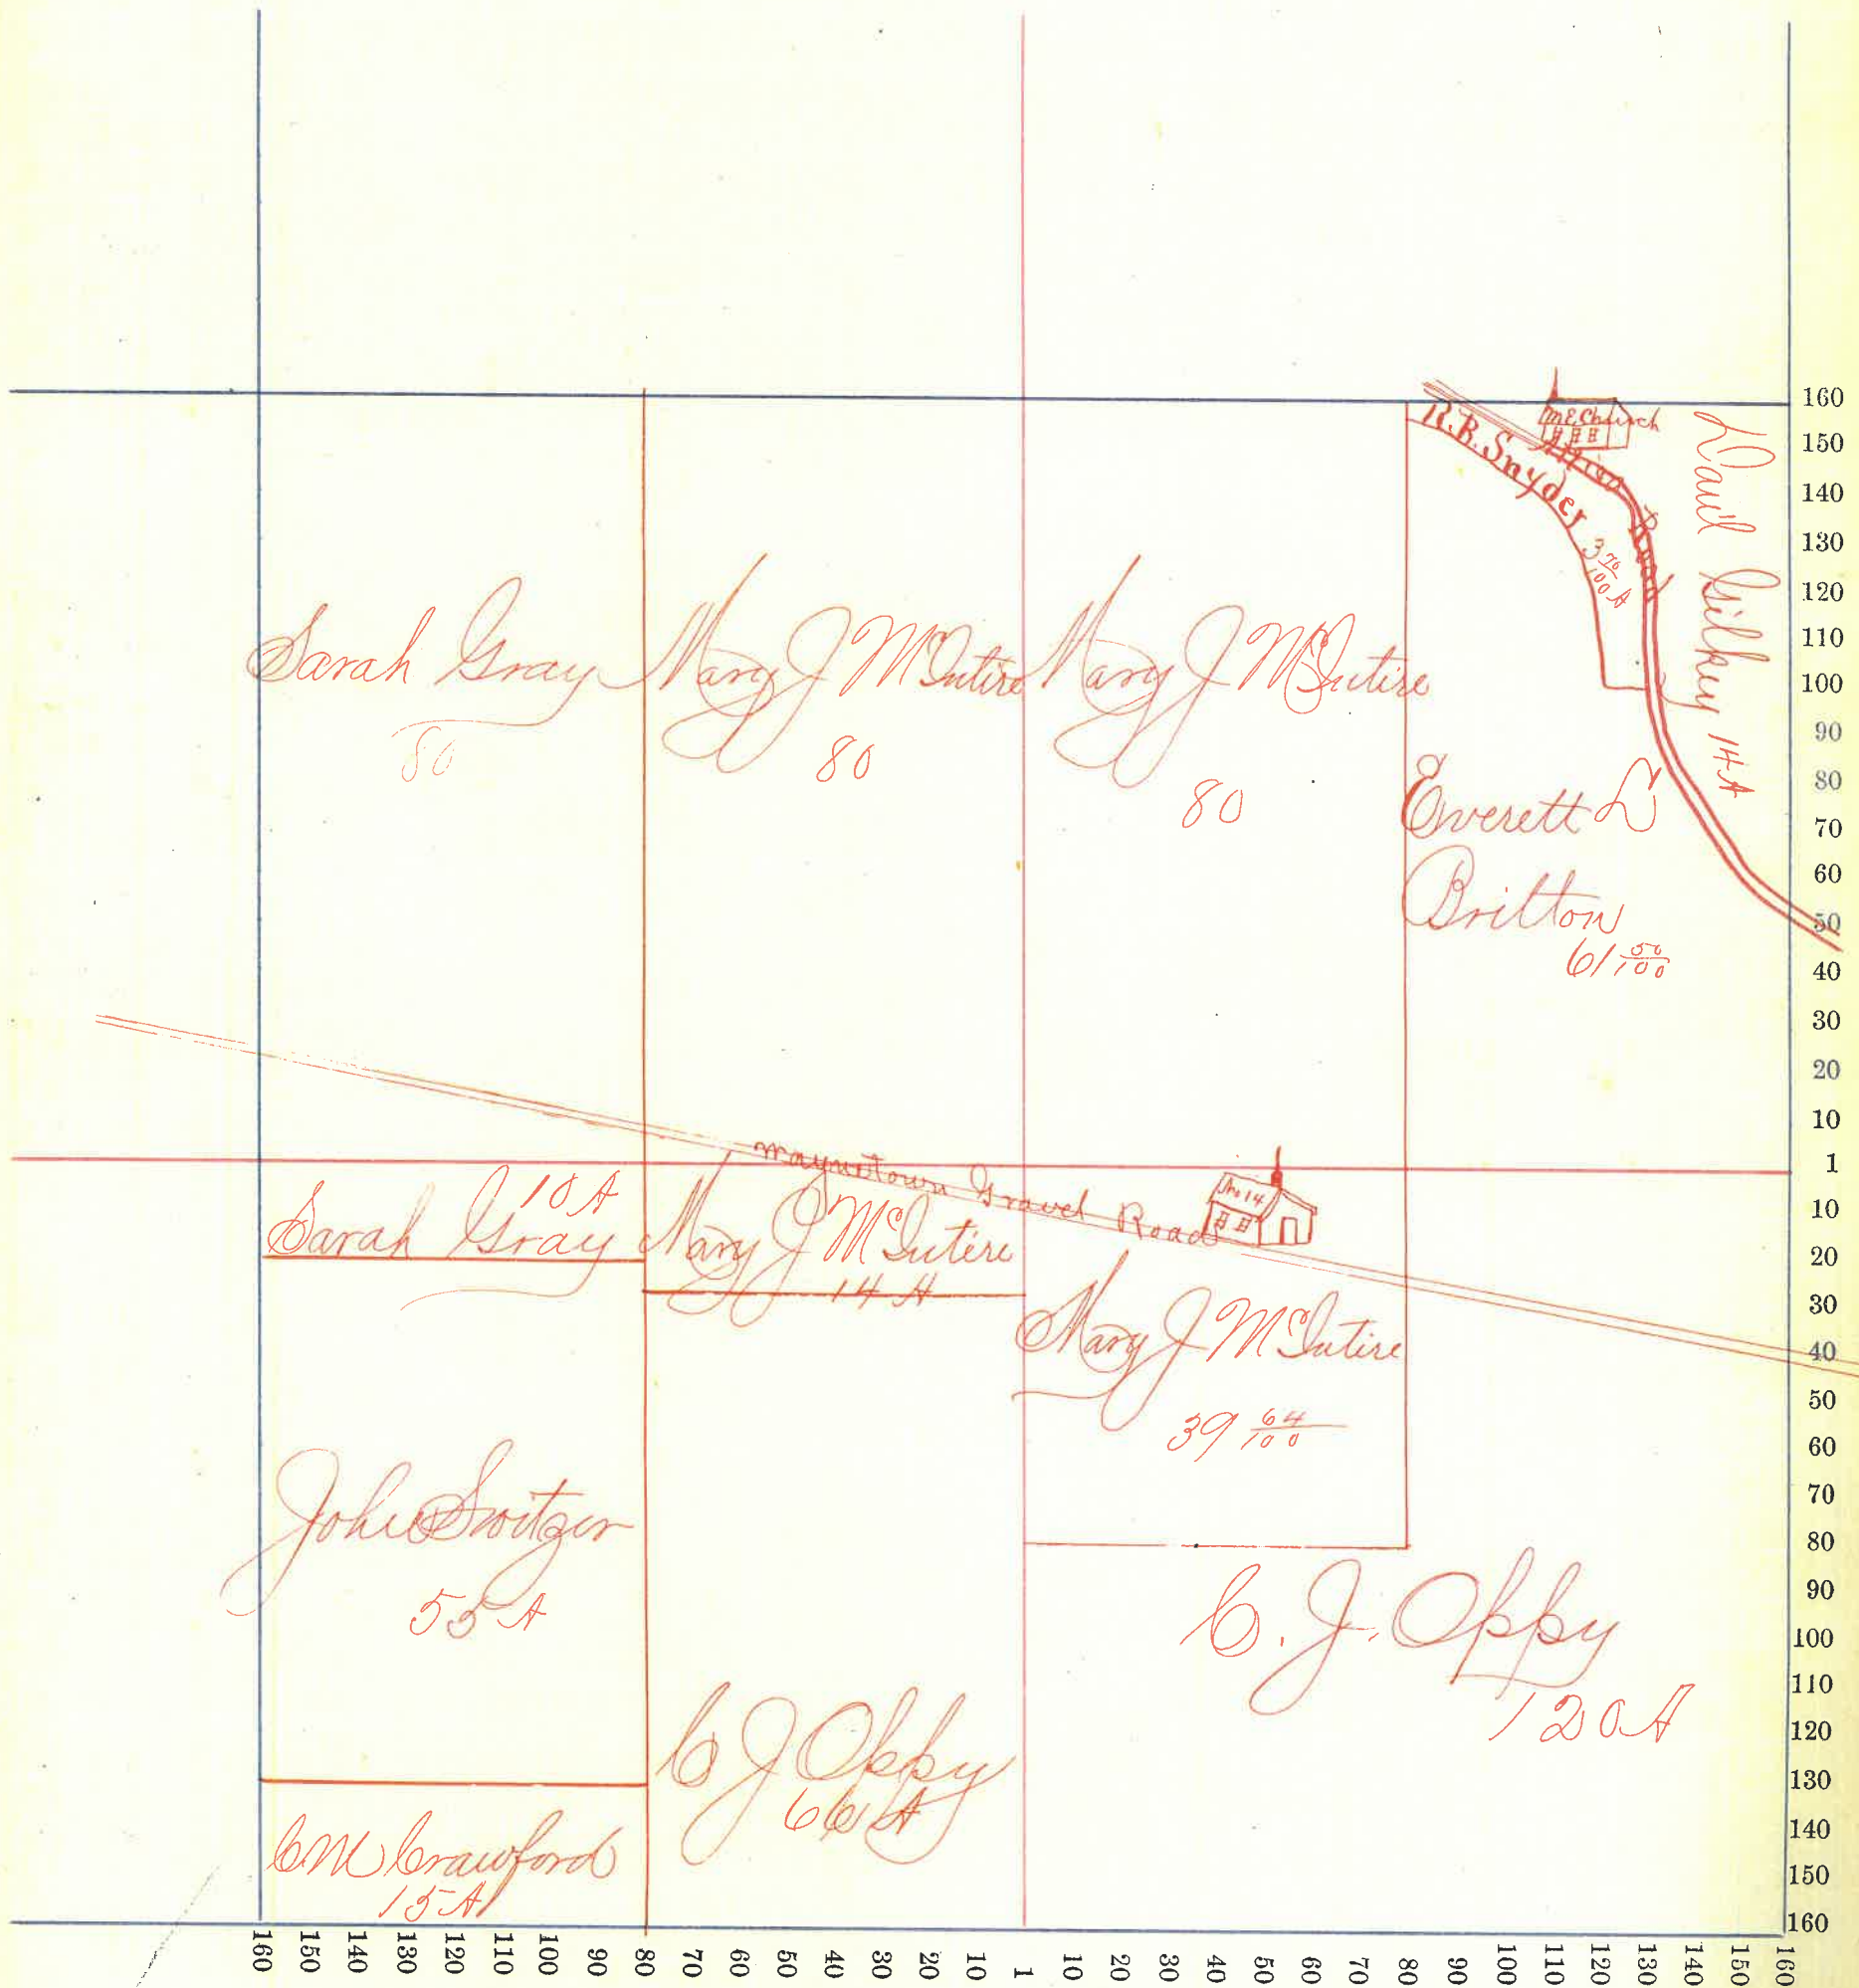 M.E. Church
R.B. Snyder
3 70/100 A
Road
Gilkey 14 A
Sarah Gray
80
Mary J McIntire
80
Mary J McIntire
80
Everett L
Britton
61 50/100
Waynetown Gravel Road
No 14
Sarah Gray
10 A
Mary J McIntire
14 A
Mary J McIntire
39 64/100
John Switzer
55 A
C. J. Oppy
120 A
C J Oppy
66 A
C M Crawford
15 A
160
150
140
130
120
110
100
90
80
70
60
50
40
30
20
10
1
10
20
30
40
50
60
70
80
90
100
110
120
130
140
150
160
160 150 140 130 120 110 100 90 80 70 60 50 40 30 20 10 1 10 20 30 40 50 60 70 80 90 100 110 120 130 140 150 160